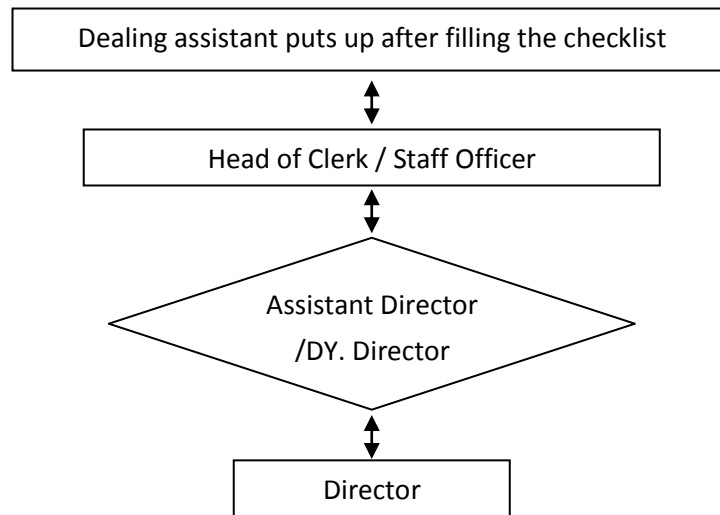 Dealing assistant puts up after filling the checklist
Head of Clerk / Staff Officer
Assistant Director
/DY. Director
Director